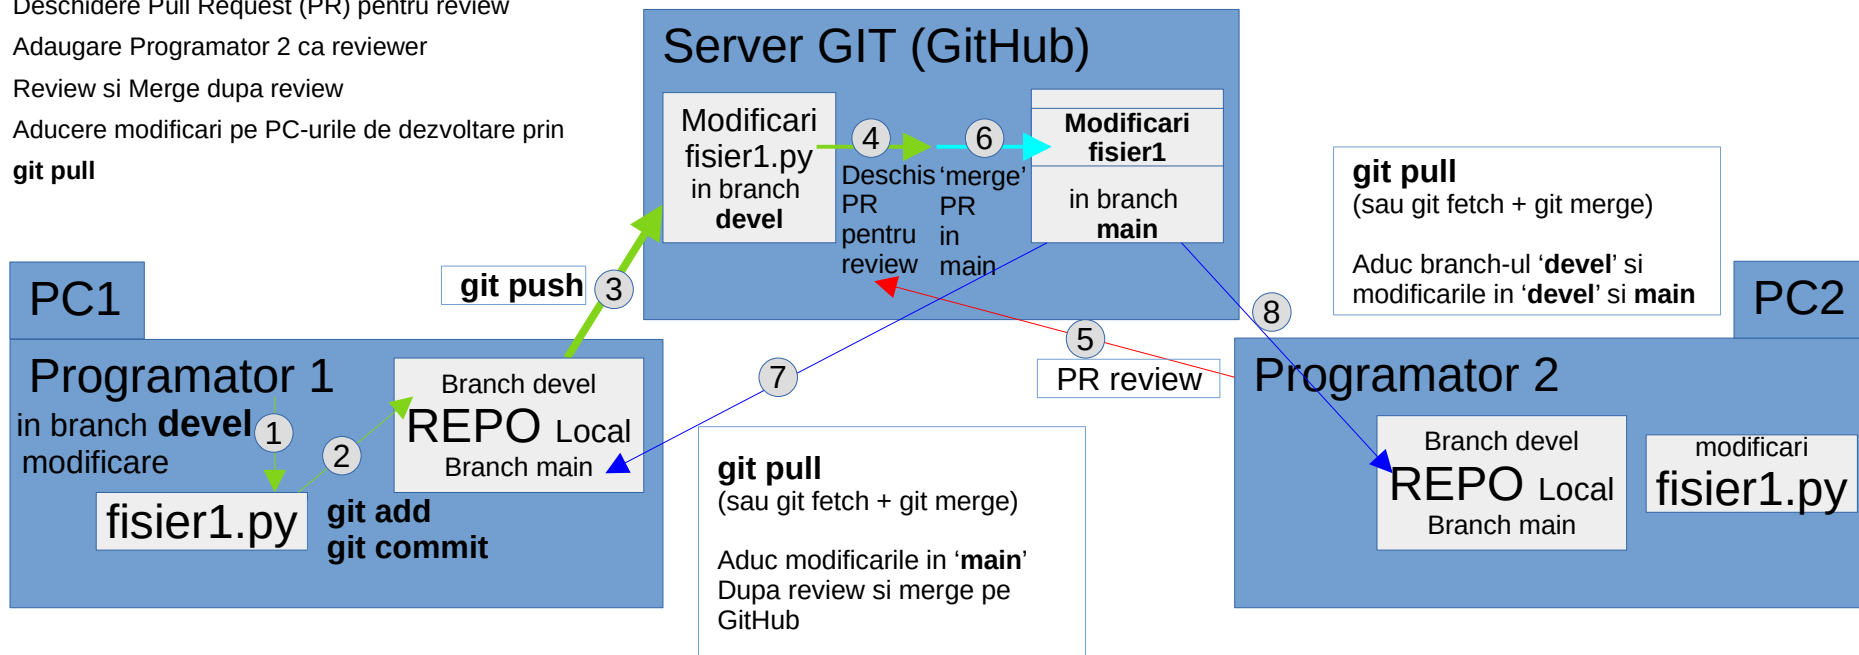 Deschidere Pull Request (PR) pentru review
Adaugare Programator 2 ca reviewer
Review si Merge dupa review
Aducere modificari pe PC-urile de dezvoltare prin
git pull
Server GIT (GitHub)
Modificari
fisier1.py
in branch
devel
4
Deschis
PR
pentru
review
6
‘merge’
PR
in
main
Modificari
fisier1
in branch
main
git pull
(sau git fetch + git merge)
Aduc branch-ul ‘devel’ si
modificarile in ‘devel’ si main
PC1
git push
3
PC2
8
5
PR review
7
Programator 1
in branch devel
modificare
1
2
Branch devel
REPO Local
Branch main
fisier1.py
git add
git commit
git pull
(sau git fetch + git merge)
Aduc modificarile in ‘main’
Dupa review si merge pe
GitHub
Programator 2
Branch devel
REPO Local
Branch main
modificari
fisier1.py